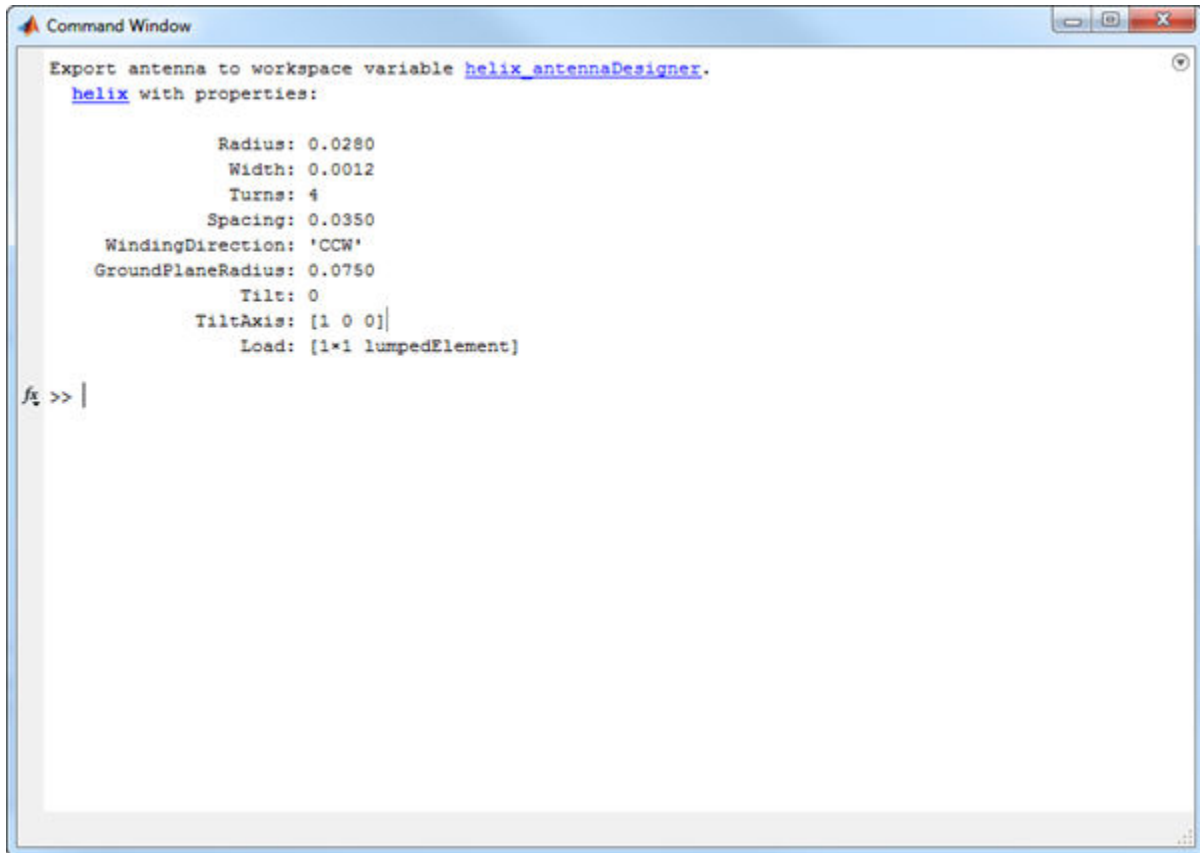 Command Window
Export antenna to workspace variable helix_antennaDesigner.
helix with properties:
Radius: 0.0280
Width: 0.0012
Turns: 4
Spacing: 0.0350
WindingDirection: 'CCW'
GroundPlaneRadius: 0.0750
Tilt: 0
TiltAxis: [1 0 0]
Load: [1×1 lumpedElement]
fx >>